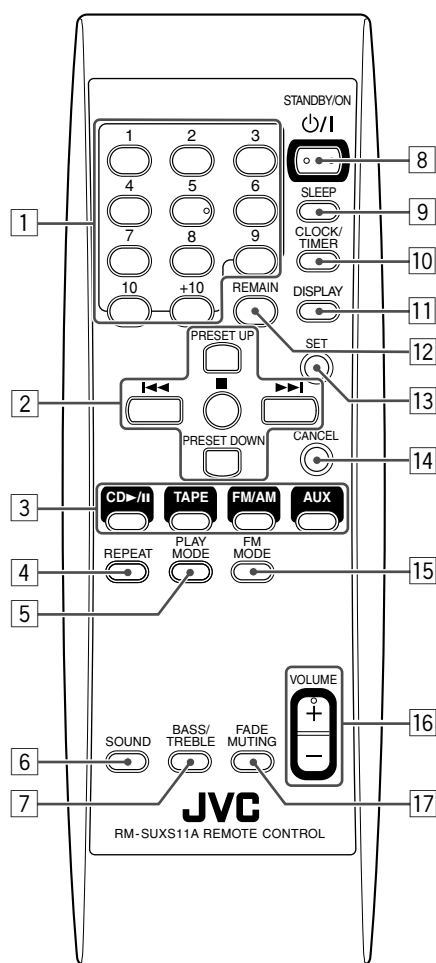 STANDBY/ON
⏻/I
1 2 3
8
SLEEP
4 5 6
9
1
CLOCK/
TIMER
7 8 9
10
10 +10 REMAIN DISPLAY
11
12
PRESET UP SET
2
13
PRESET DOWN CANCEL
14
3
CD►/II TAPE FM/AM AUX
REPEAT PLAY
MODE FM
MODE
4
15
5
VOLUME
+
16
–
SOUND BASS/
TREBLE FADE
MUTING
6
7
17
JVC
RM-SUXS11A REMOTE CONTROL